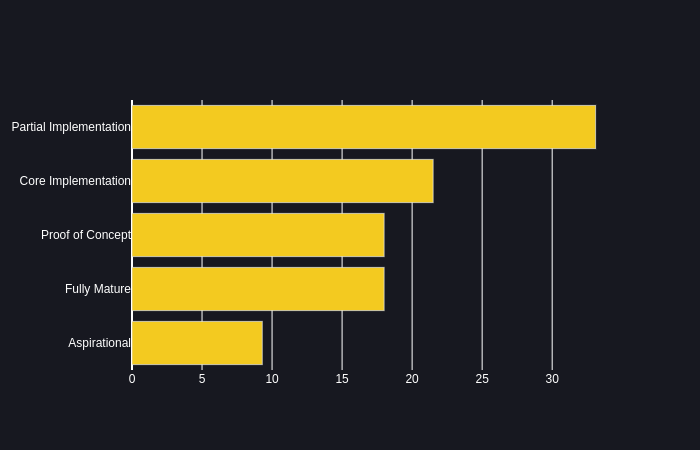 Partial Implementation
Core Implementation
Proof of Concept
Fully Mature
Aspirational
0 5 10 15 20 25 30